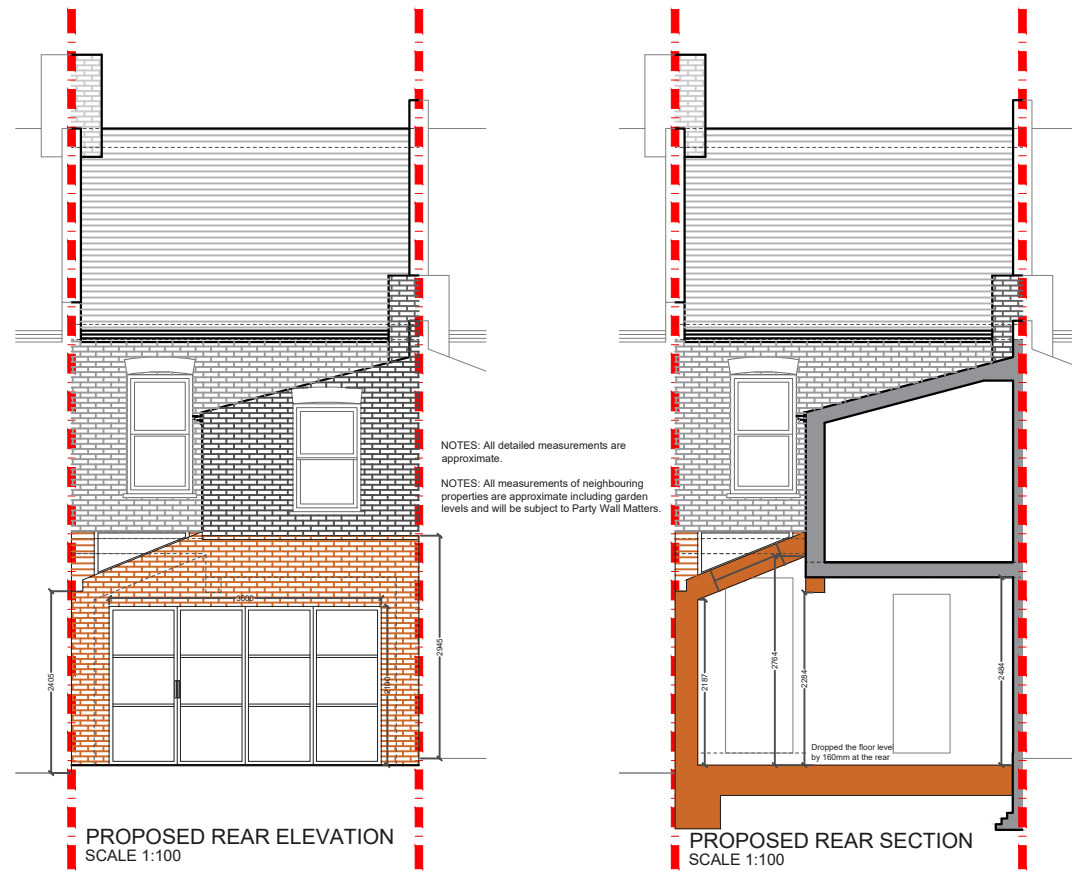 NOTES: All detailed measurements are
approximate.
NOTES: All measurements of neighbouring
properties are approximate including garden
levels and will be subject to Party Wall Matters.
3600
2405
2100
2945
PROPOSED REAR ELEVATION
SCALE 1:100
2187
2764
2284
2484
Dropped the floor level
by 160mm at the rear
PROPOSED REAR SECTION
SCALE 1:100